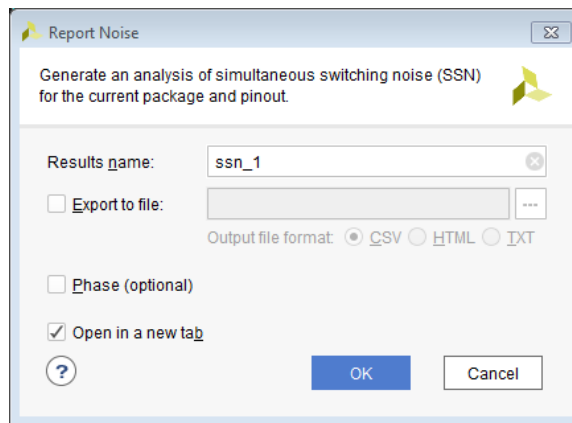 Report Noise
Generate an analysis of simultaneous switching noise (SSN)
for the current package and pinout.
Results name: ssn_1
Export to file: ...
Output file format: CSV HTML TXT
Phase (optional)
Open in a new tab
? OK Cancel